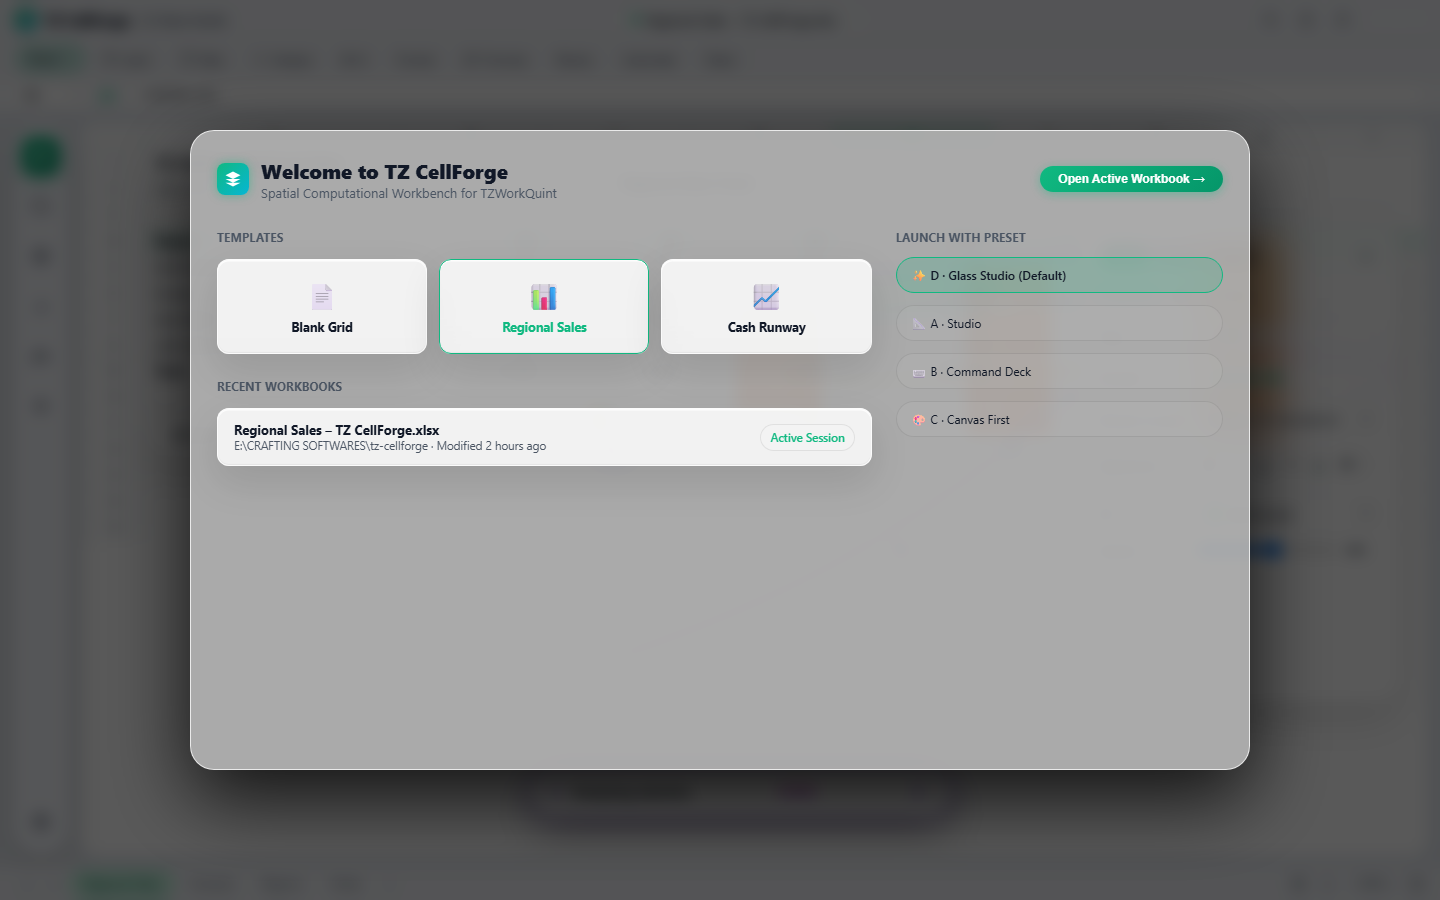 Welcome to TZ CellForge
Spatial Computational Workbench for TZWorkQuint
Open Active Workbook →
TEMPLATES
Blank Grid
Regional Sales
Cash Runway
RECENT WORKBOOKS
Regional Sales – TZ CellForge.xlsx
E:\CRAFTING SOFTWARES\tz-cellforge · Modified 2 hours ago
Active Session
LAUNCH WITH PRESET
D · Glass Studio (Default)
A · Studio
B · Command Deck
C · Canvas First